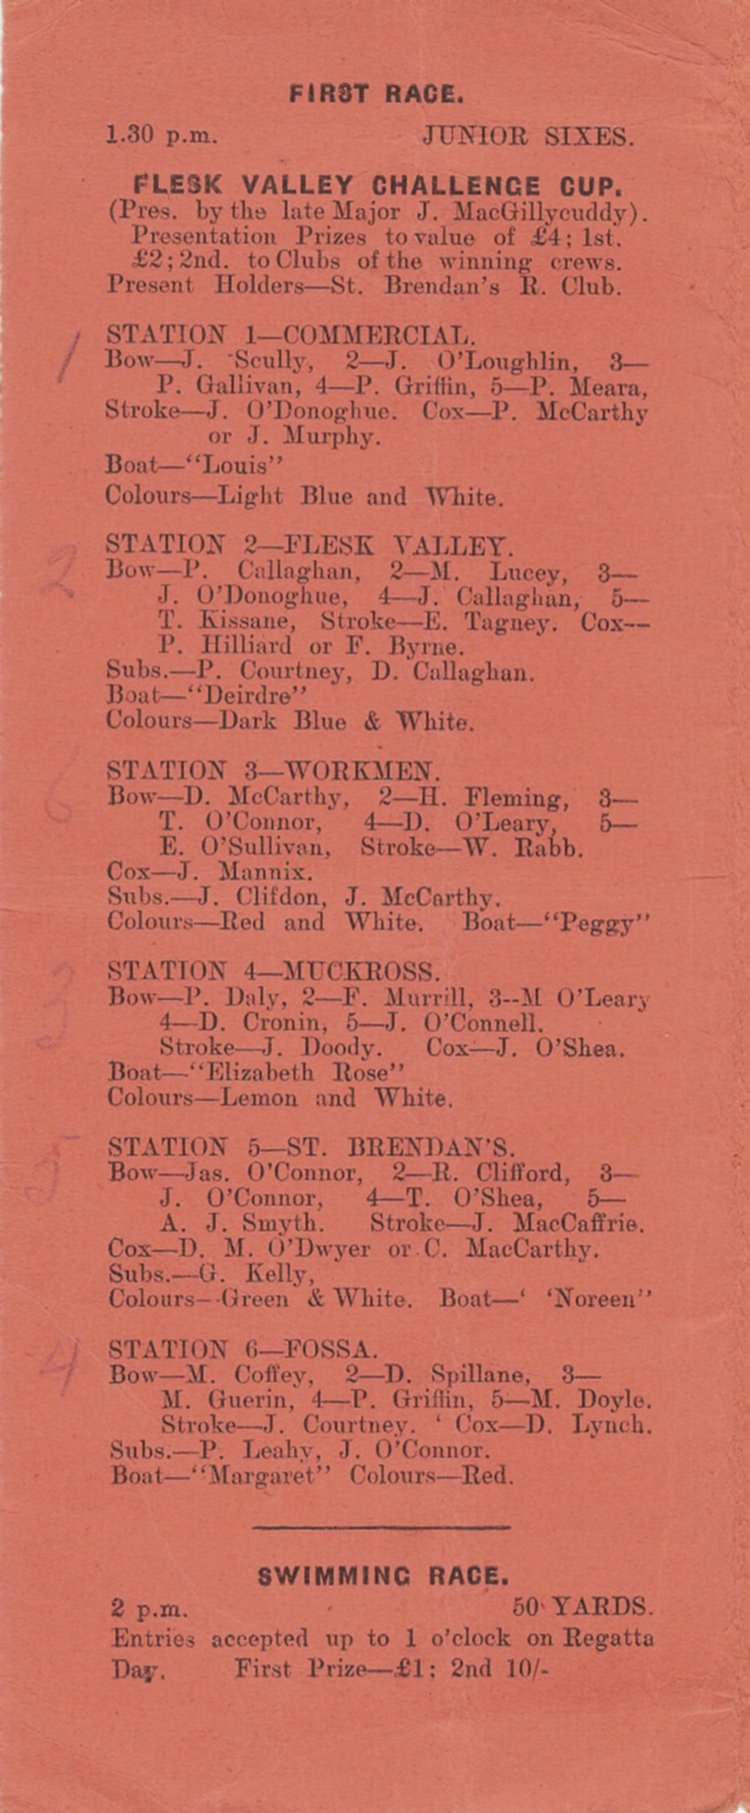 FIRST RACE.
1.30 p.m. JUNIOR SIXES.
FLESK VALLEY CHALLENGE CUP.
(Pres. by the late Major J. MacGillycuddy).
Presentation Prizes to value of £4; 1st.
£2; 2nd. to Clubs of the winning crews.
Present Holders—St. Brendan's R. Club.
1 STATION 1—COMMERCIAL.
Bow—J. Scully, 2—J. O'Loughlin, 3—
P. Gallivan, 4—P. Griffin, 5—P. Meara,
Stroke—J. O'Donoghue. Cox—P. McCarthy
or J. Murphy.
Boat—"Louis"
Colours—Light Blue and White.
2 STATION 2—FLESK VALLEY.
Bow—P. Callaghan, 2—M. Lucey, 3—
J. O'Donoghue, 4—J. Callaghan, 5—
T. Kissane, Stroke—E. Tagney. Cox—
P. Hilliard or F. Byrne.
Subs.—P. Courtney, D. Callaghan.
Boat—"Deirdre"
Colours—Dark Blue & White.
6 STATION 3—WORKMEN.
Bow—D. McCarthy, 2—H. Fleming, 3—
T. O'Connor, 4—D. O'Leary, 5—
E. O'Sullivan, Stroke—W. Rabb.
Cox—J. Mannix.
Subs.—J. Clifdon, J. McCarthy.
Colours—Red and White. Boat—"Peggy"
3 STATION 4—MUCKROSS.
Bow—P. Daly, 2—F. Murrill, 3--M O'Leary
4—D. Cronin, 5—J. O'Connell.
Stroke—J. Doody. Cox—J. O'Shea.
Boat—"Elizabeth Rose"
Colours—Lemon and White.
5 STATION 5—ST. BRENDAN'S.
Bow—Jas. O'Connor, 2—R. Clifford, 3—
J. O'Connor, 4—T. O'Shea, 5—
A. J. Smyth. Stroke—J. MacCaffrie.
Cox—D. M. O'Dwyer or C. MacCarthy.
Subs.—G. Kelly,
Colours--Green & White. Boat—' 'Noreen"
4 STATION 6—FOSSA.
Bow—M. Coffey, 2—D. Spillane, 3—
M. Guerin, 4—P. Griffin, 5—M. Doyle.
Stroke—J. Courtney. ' Cox—D. Lynch.
Subs.—P. Leahy, J. O'Connor.
Boat—"Margaret" Colours—Red.
SWIMMING RACE.
2 p.m. 50 YARDS.
Entries accepted up to 1 o'clock on Regatta
Day. First Prize—£1; 2nd 10/-